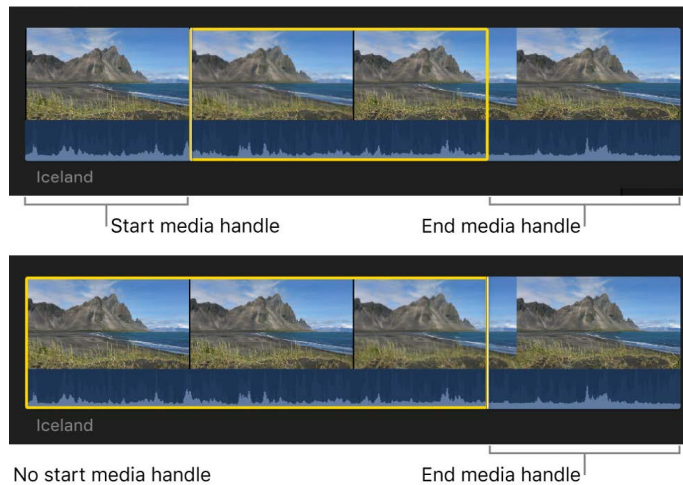 Iceland
Start media handle
End media handle
Iceland
No start media handle
End media handle